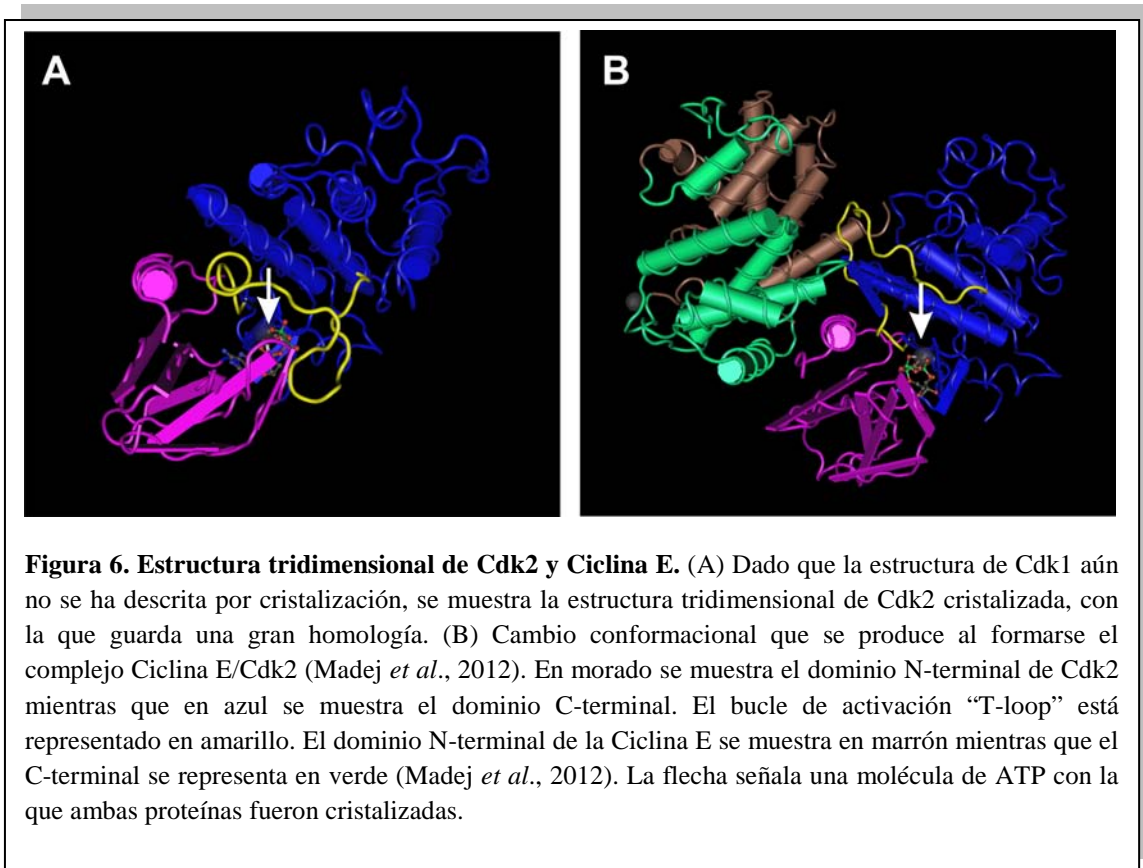 A
B
Figura 6. Estructura tridimensional de Cdk2 y Ciclina E. (A) Dado que la estructura de Cdk1 aún
no se ha descrita por cristalización, se muestra la estructura tridimensional de Cdk2 cristalizada, con
la que guarda una gran homología. (B) Cambio conformacional que se produce al formarse el
complejo Ciclina E/Cdk2 (Madej et al., 2012). En morado se muestra el dominio N-terminal de Cdk2
mientras que en azul se muestra el dominio C-terminal. El bucle de activación “T-loop” está
representado en amarillo. El dominio N-terminal de la Ciclina E se muestra en marrón mientras que el
C-terminal se representa en verde (Madej et al., 2012). La flecha señala una molécula de ATP con la
que ambas proteínas fueron cristalizadas.